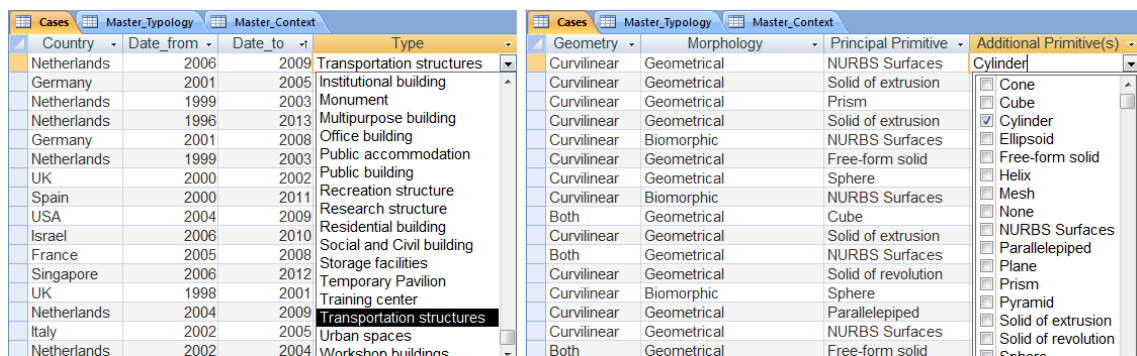 Cases Master_Typology Master_Context
Country Date_from Date_to Type
Netherlands 2006 2009 Transportation structures
Germany 2001 2005 Institutional building
Netherlands 1999 2003 Monument
Netherlands 1996 2013 Multipurpose building
Germany 2001 2008 Office building
Netherlands 1999 2003 Public accommodation
UK 2000 2002 Public building
Spain 2000 2011 Recreation structure
USA 2004 2009 Research structure
Israel 2006 2010 Residential building
France 2005 2008 Social and Civil building
Singapore 2006 2012 Storage facilities
UK 1998 2001 Temporary Pavilion
Netherlands 2004 2009 Training center
Italy 2002 2005 Transportation structures
Netherlands 2002 2004 Urban spaces
Workshop buildings
Cases Master_Typology Master_Context
Geometry Morphology Principal Primitive Additional Primitive(s)
Curvilinear Geometrical NURBS Surfaces Cylinder
Curvilinear Geometrical Solid of extrusion Cone
Curvilinear Geometrical Prism Cube
Curvilinear Geometrical Solid of extrusion Cylinder
Curvilinear Biomorphic NURBS Surfaces Ellipsoid
Curvilinear Geometrical Free-form solid Free-form solid
Curvilinear Geometrical Sphere Helix
Curvilinear Biomorphic NURBS Surfaces Mesh
Both Geometrical Cube None
Curvilinear Geometrical Solid of extrusion NURBS Surfaces
Both Geometrical NURBS Surfaces Parallelepiped
Curvilinear Geometrical Solid of revolution Plane
Curvilinear Biomorphic Sphere Prism
Curvilinear Geometrical Parallelepiped Pyramid
Curvilinear Geometrical NURBS Surfaces Solid of extrusion
Both Geometrical Free-form solid Solid of revolution
Sphere